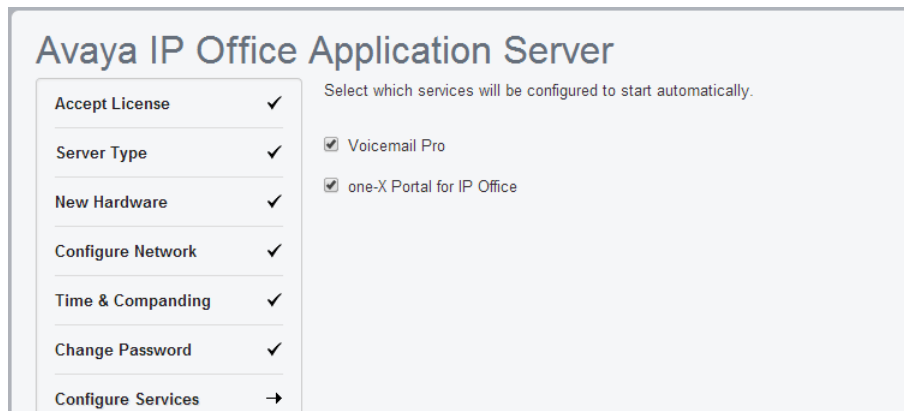 Avaya IP Office Application Server
Accept License
Server Type
New Hardware
Configure Network
Time & Companding
Change Password
Configure Services
Select which services will be configured to start automatically.
Voicemail Pro
one-X Portal for IP Office